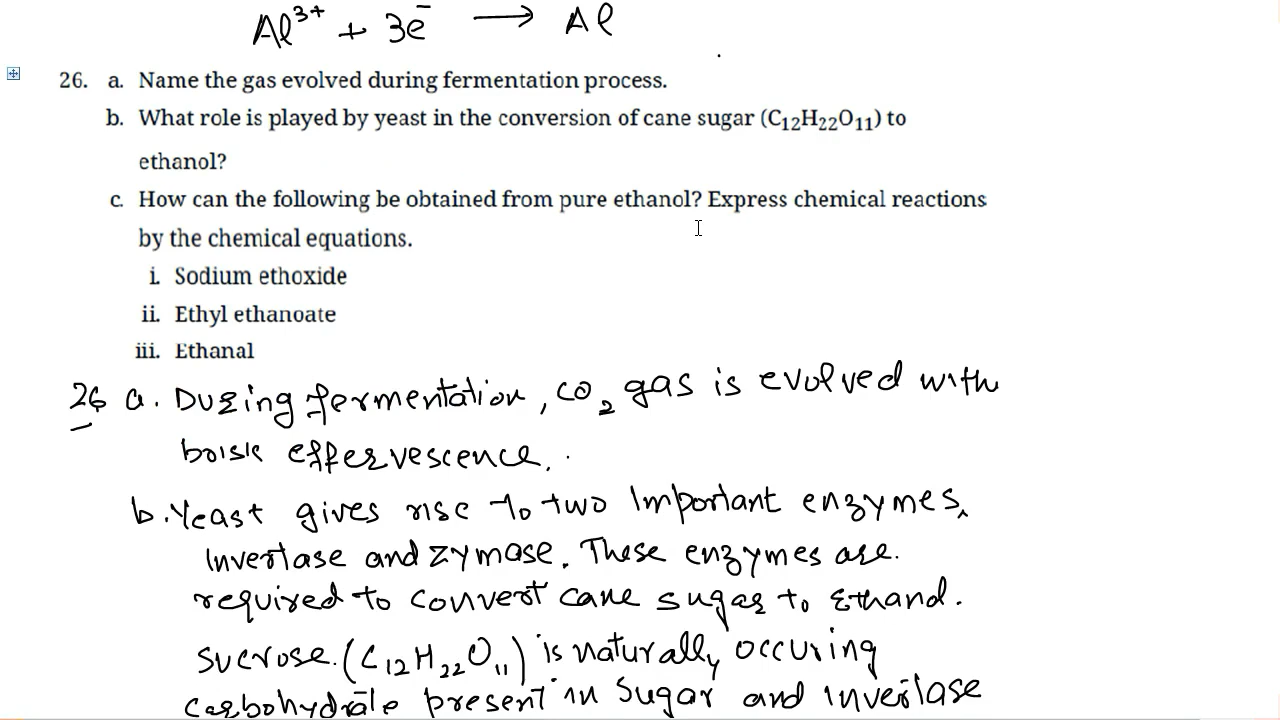 Al³⁺ + 3e⁻ → Al
26. a. Name the gas evolved during fermentation process.
b. What role is played by yeast in the conversion of cane sugar (C₁₂H₂₂O₁₁) to
ethanol?
c. How can the following be obtained from pure ethanol? Express chemical reactions
by the chemical equations.
i. Sodium ethoxide
ii. Ethyl ethanoate
iii. Ethanal
26 a. During fermentation, CO₂ gas is evolved with
brisk effervescence.
b. Yeast gives rise to two important enzymes,
Invertase and zymase. These enzymes are.
required to convert cane sugar to Ethanol.
sucrose. (C₁₂H₂₂O₁₁) is naturally occuring
carbohydrate present in Sugar and invertase